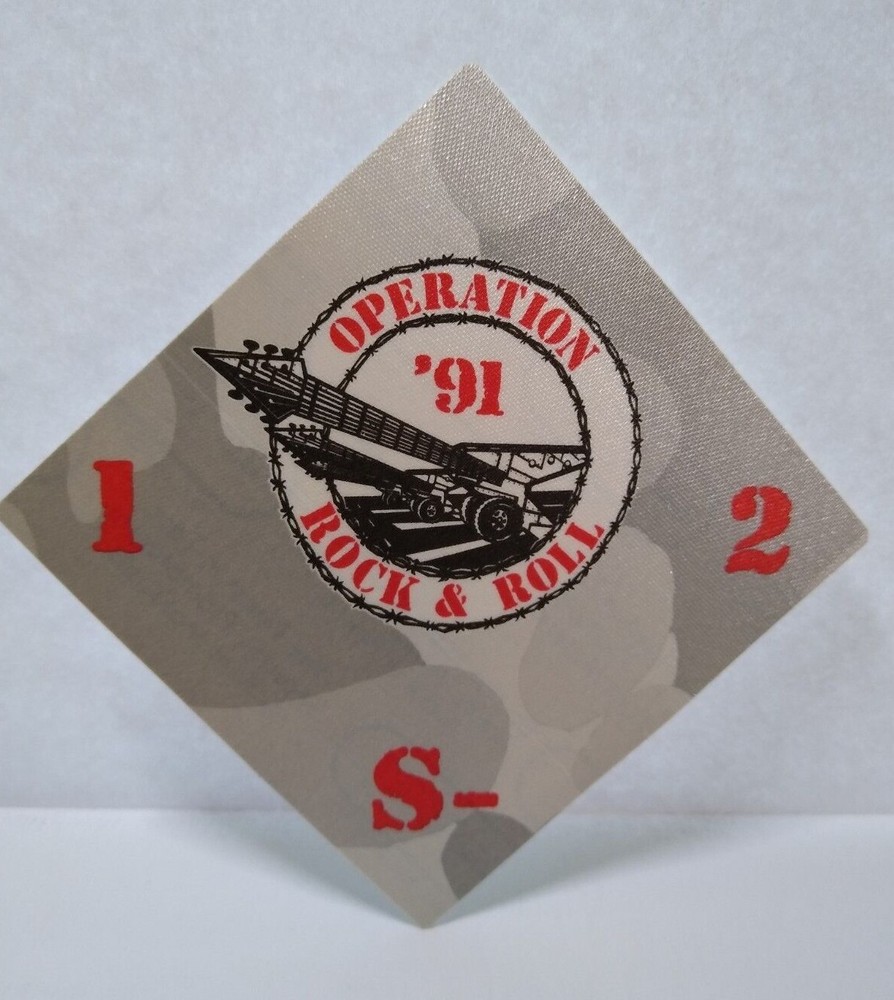 OPERATION
'91
ROCK & ROLL
1
2
S-